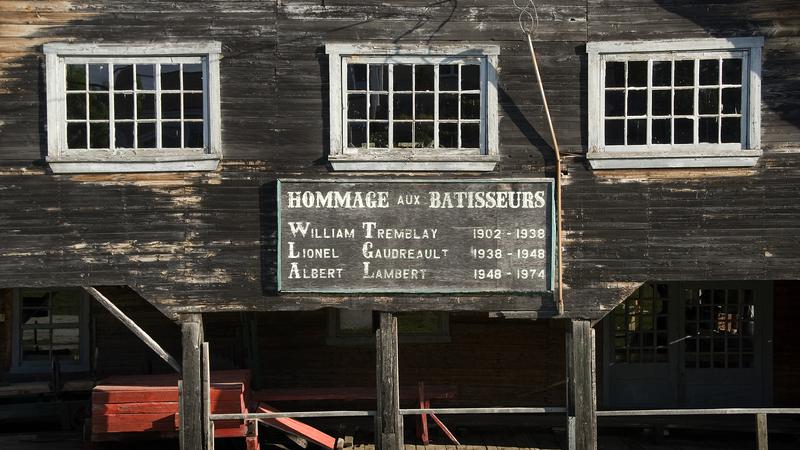 HOMMAGE AUX BATISSEURS
WILLIAM TREMBLAY 1902 - 1938
LIONEL GAUDREAULT 1938 - 1948
ALBERT LAMBERT 1948 - 1974